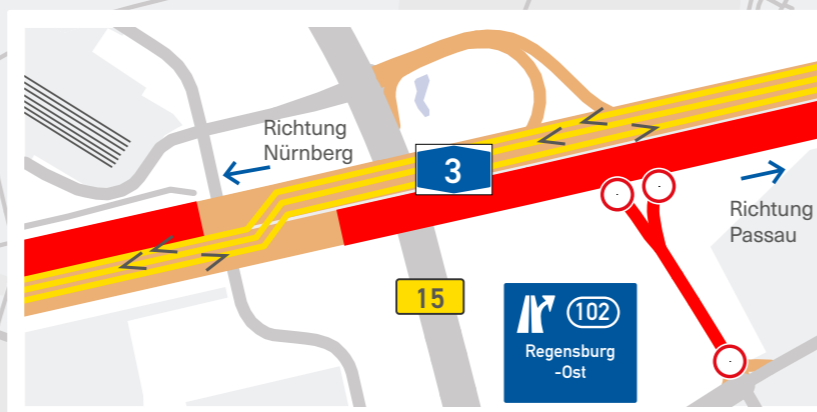 Richtung
Nürnberg
3
Richtung
Passau
15
102
Regensburg
-Ost